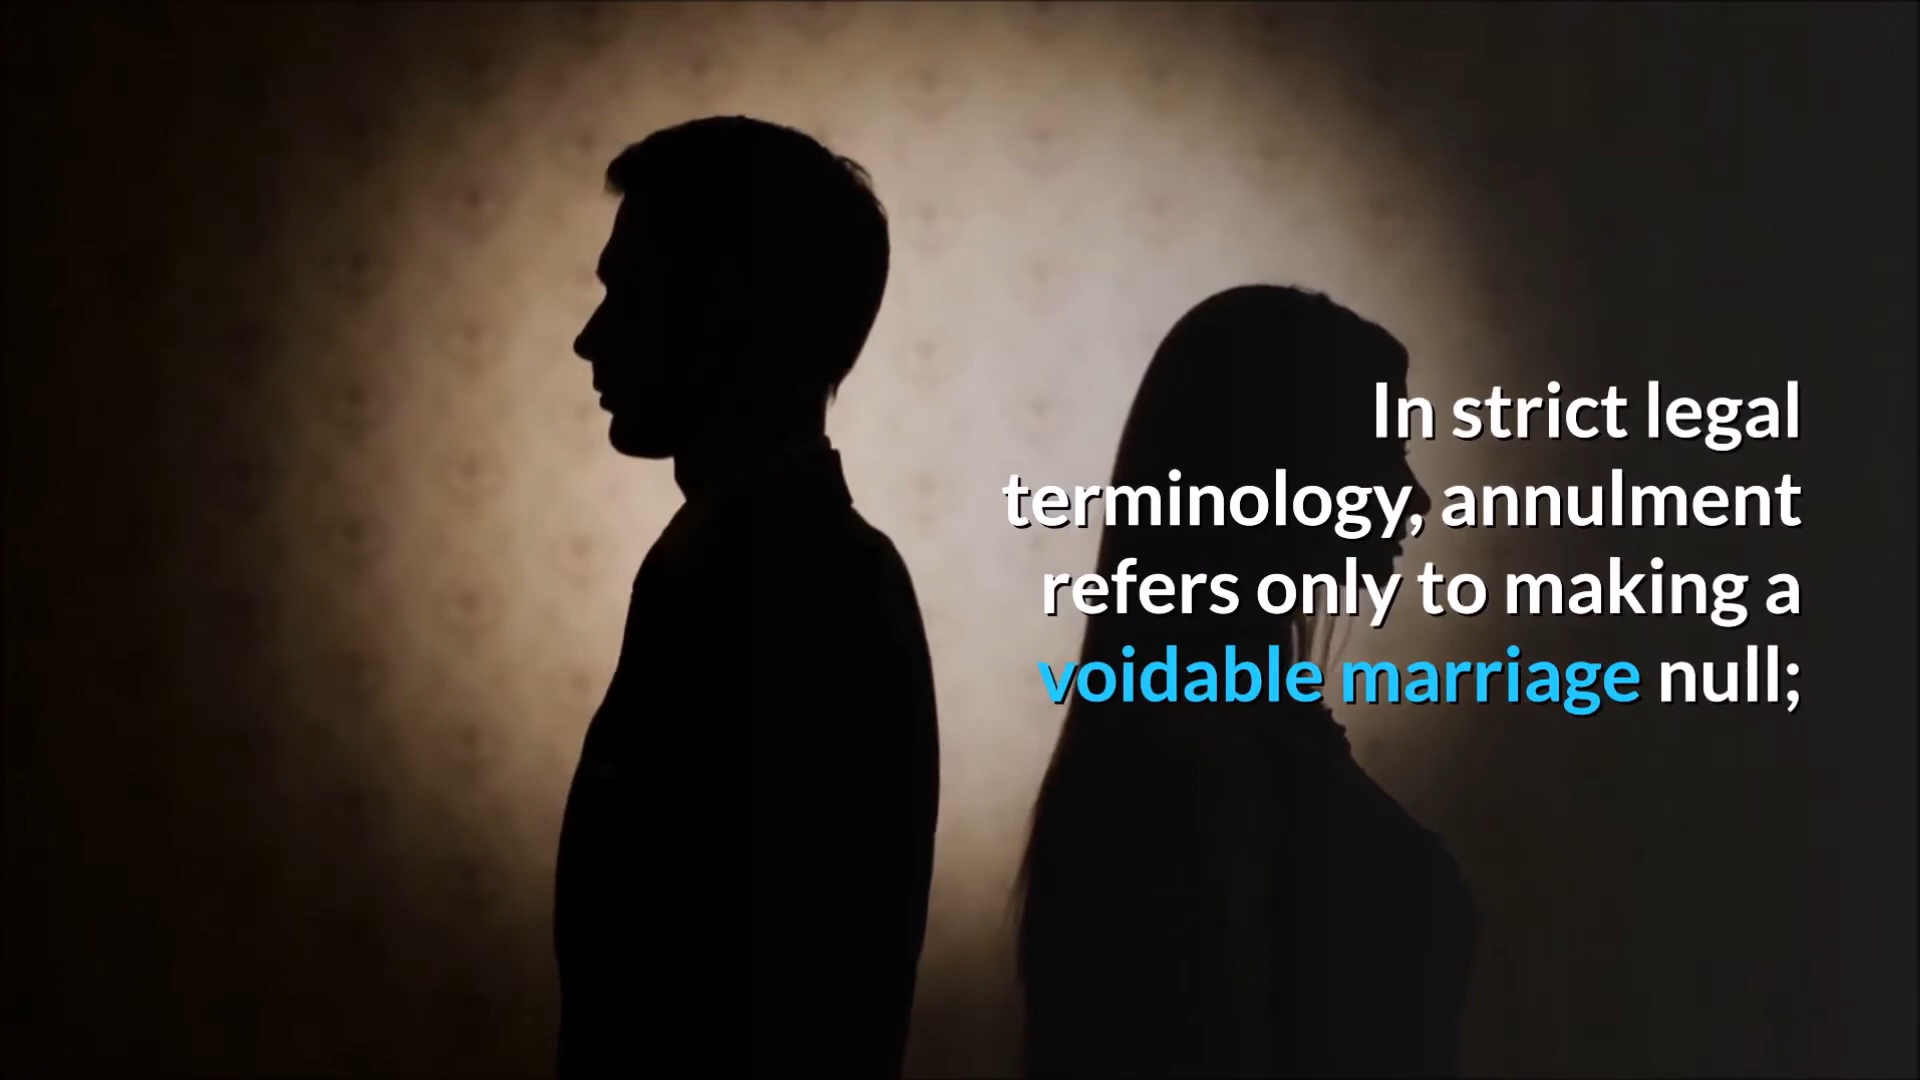 In strict legal
terminology, annulment
refers only to making a
voidable marriage null;